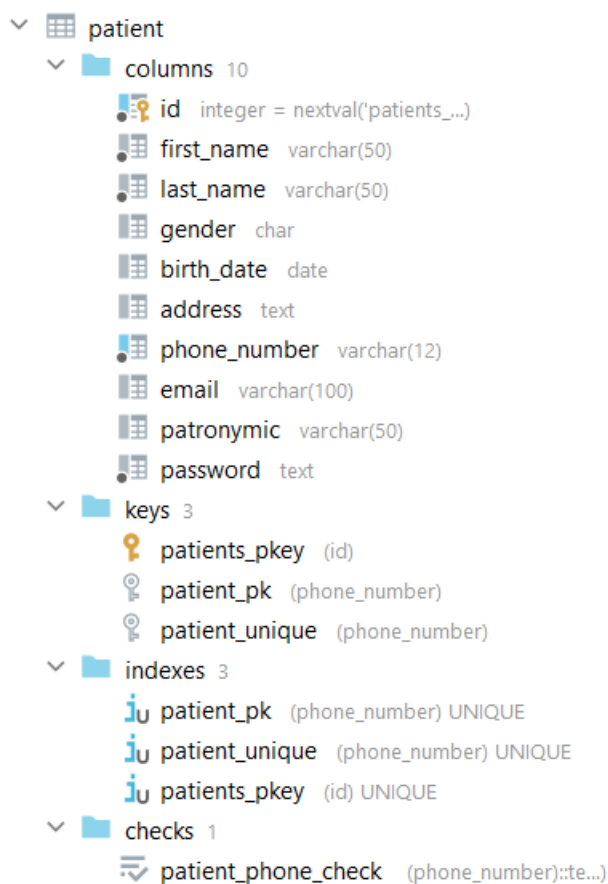 patient
columns 10
id integer = nextval('patients_...)
first_name varchar(50)
last_name varchar(50)
gender char
birth_date date
address text
phone_number varchar(12)
email varchar(100)
patronymic varchar(50)
password text
keys 3
patients_pkey (id)
patient_pk (phone_number)
patient_unique (phone_number)
indexes 3
patient_pk (phone_number) UNIQUE
patient_unique (phone_number) UNIQUE
patients_pkey (id) UNIQUE
checks 1
patient_phone_check (phone_number)::te...)